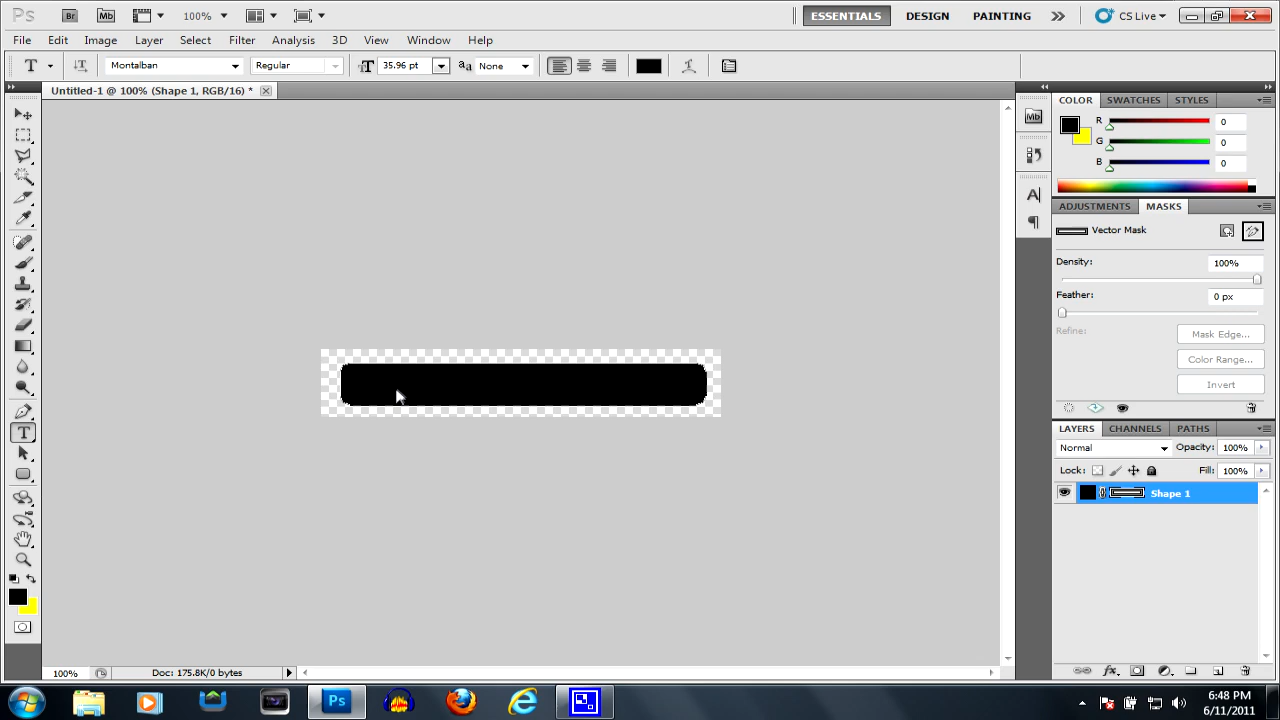 Ps Br Mb 100% ESSENTIALS DESIGN PAINTING CS Live
File Edit Image Layer Select Filter Analysis 3D View Window Help
T T Montalban Regular T 35.96 pt aa None
Untitled-1 @ 100% (Shape 1, RGB/16) *
COLOR SWATCHES STYLES
Mb
R 0
G 0
B 0
A
ADJUSTMENTS MASKS
Vector Mask
Density: 100%
Feather: 0 px
Refine: Mask Edge...
Color Range...
Invert
T
LAYERS CHANNELS PATHS
Normal Opacity: 100%
Lock: Fill: 100%
Shape 1
fx
100% Doc: 175.8K/0 bytes
Ps
6:48 PM
6/11/2011